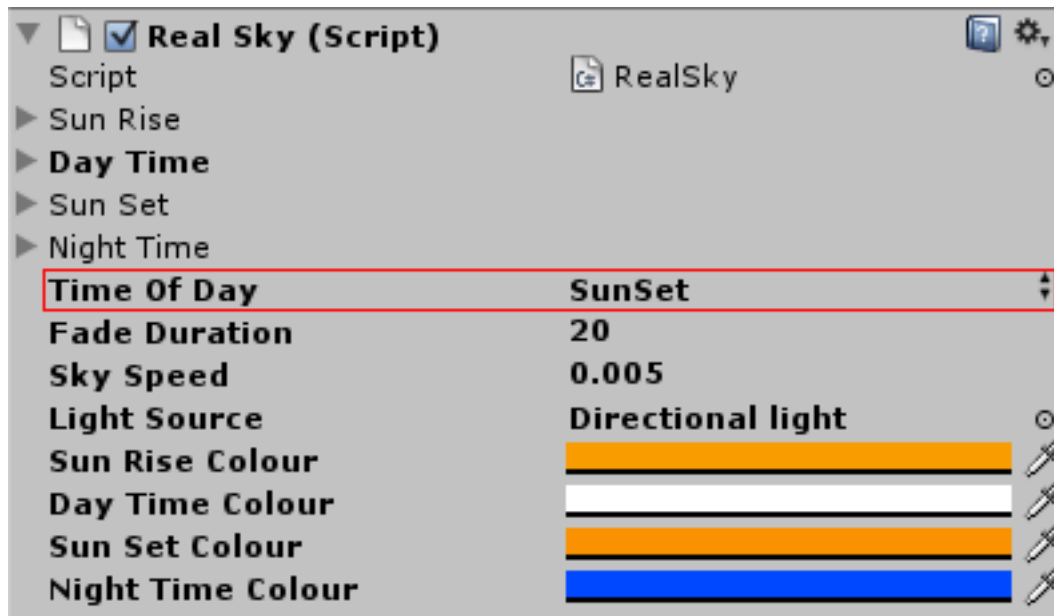 Real Sky (Script)
Script RealSky
Sun Rise
Day Time
Sun Set
Night Time
Time Of Day SunSet
Fade Duration 20
Sky Speed 0.005
Light Source Directional light
Sun Rise Colour
Day Time Colour
Sun Set Colour
Night Time Colour